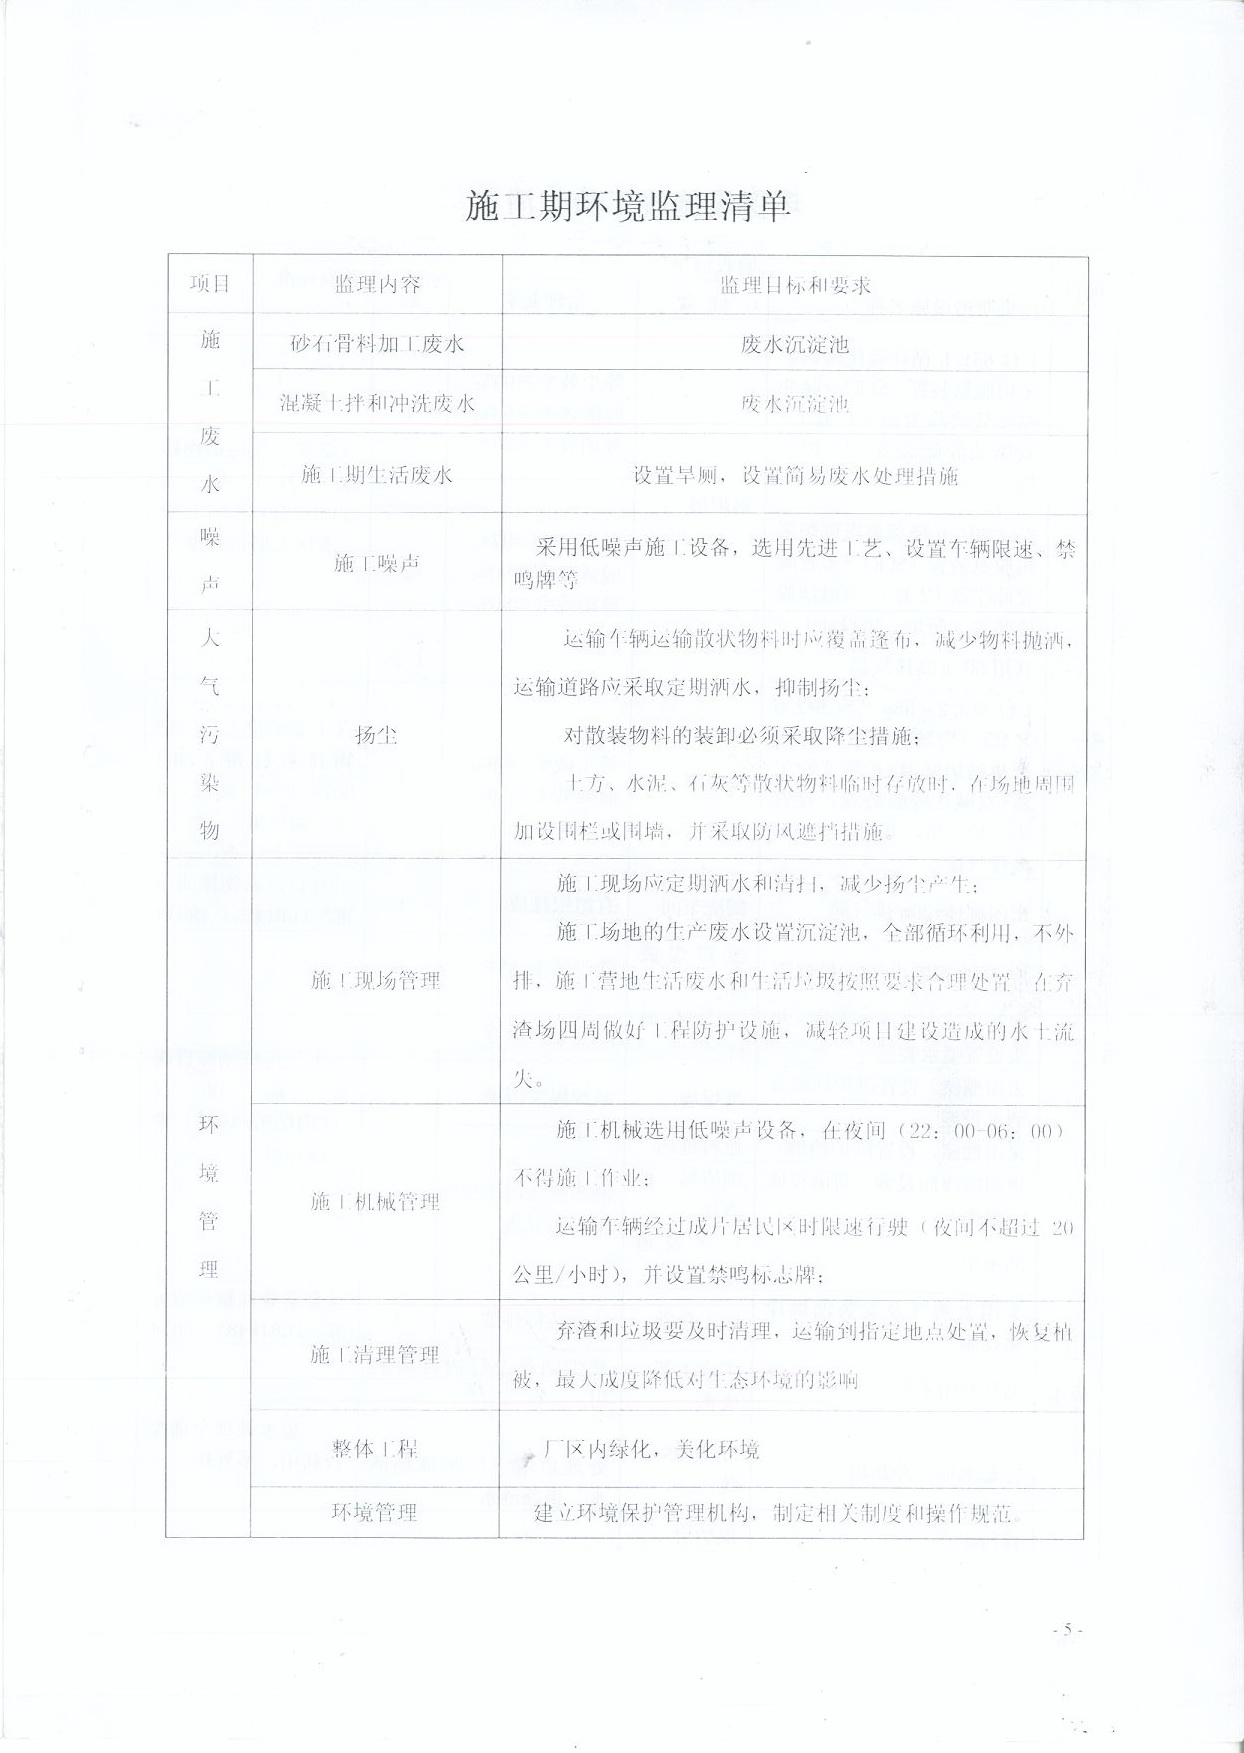 施工期环境监理清单
项目 监理内容 监理目标和要求
施工废水
砂石骨料加工废水 废水沉淀池
混凝土拌和冲洗废水 废水沉淀池
施工期生活废水 设置旱厕，设置简易废水处理措施
噪声
施工噪声
采用低噪声施工设备，选用先进工艺、设置车辆限速、禁
鸣牌等
大气污染物
扬尘
运输车辆运输散状物料时应覆盖篷布，减少物料抛洒，
运输道路应采取定期洒水，抑制扬尘；
对散装物料的装卸必须采取降尘措施；
土方、水泥、石灰等散状物料临时存放时，在场地周围
加设围栏或围墙，并采取防风遮挡措施。
环境管理
施工现场管理
施工现场应定期洒水和清扫，减少扬尘产生；
施工场地的生产废水设置沉淀池，全部循环利用，不外
排，施工营地生活废水和生活垃圾按照要求合理处置 在弃
渣场四周做好工程防护设施，减轻项目建设造成的水土流
失。
施工机械管理
施工机械选用低噪声设备，在夜间（22：00-06：00）
不得施工作业；
运输车辆经过成片居民区时限速行驶（夜间不超过 20
公里/小时），并设置禁鸣标志牌；
施工清理管理
弃渣和垃圾要及时清理，运输到指定地点处置，恢复植
被，最大成度降低对生态环境的影响
整体工程 厂区内绿化，美化环境
环境管理 建立环境保护管理机构，制定相关制度和操作规范。
- 5 -